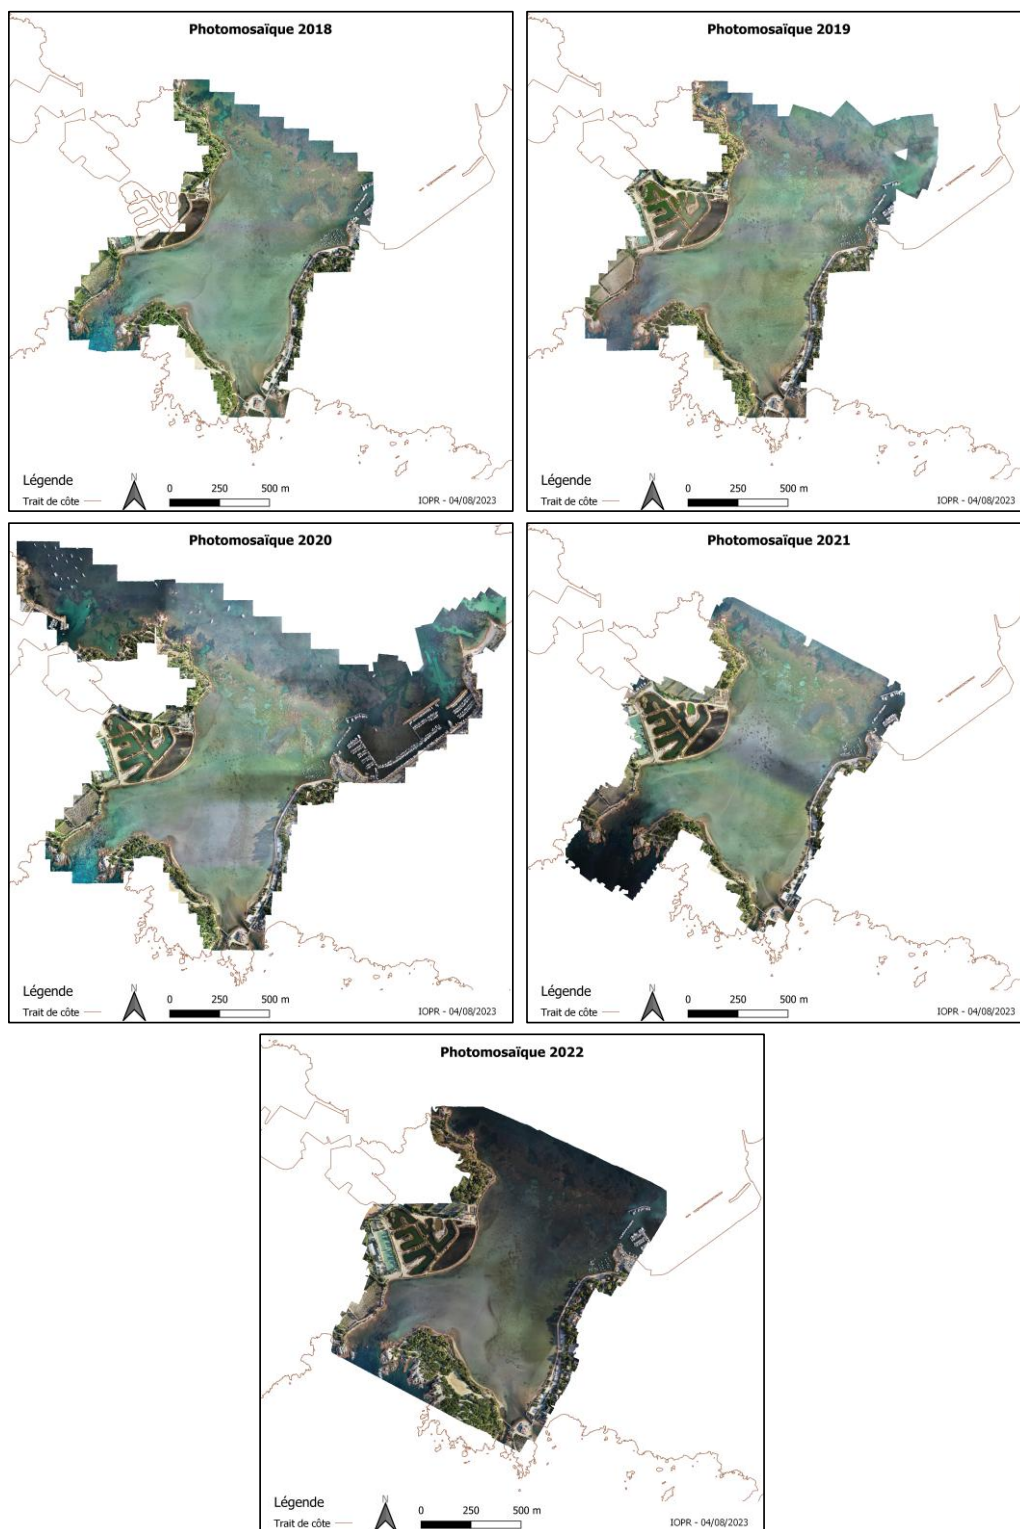 Photomosaïque 2018
Légende
Trait de côte
N
0 250 500 m
IOPR - 04/08/2023
Photomosaïque 2019
Légende
Trait de côte
N
0 250 500 m
IOPR - 04/08/2023
Photomosaïque 2020
Légende
Trait de côte
N
0 250 500 m
IOPR - 04/08/2023
Photomosaïque 2021
Légende
Trait de côte
N
0 250 500 m
IOPR - 04/08/2023
Photomosaïque 2022
Légende
Trait de côte
N
0 250 500 m
IOPR - 04/08/2023